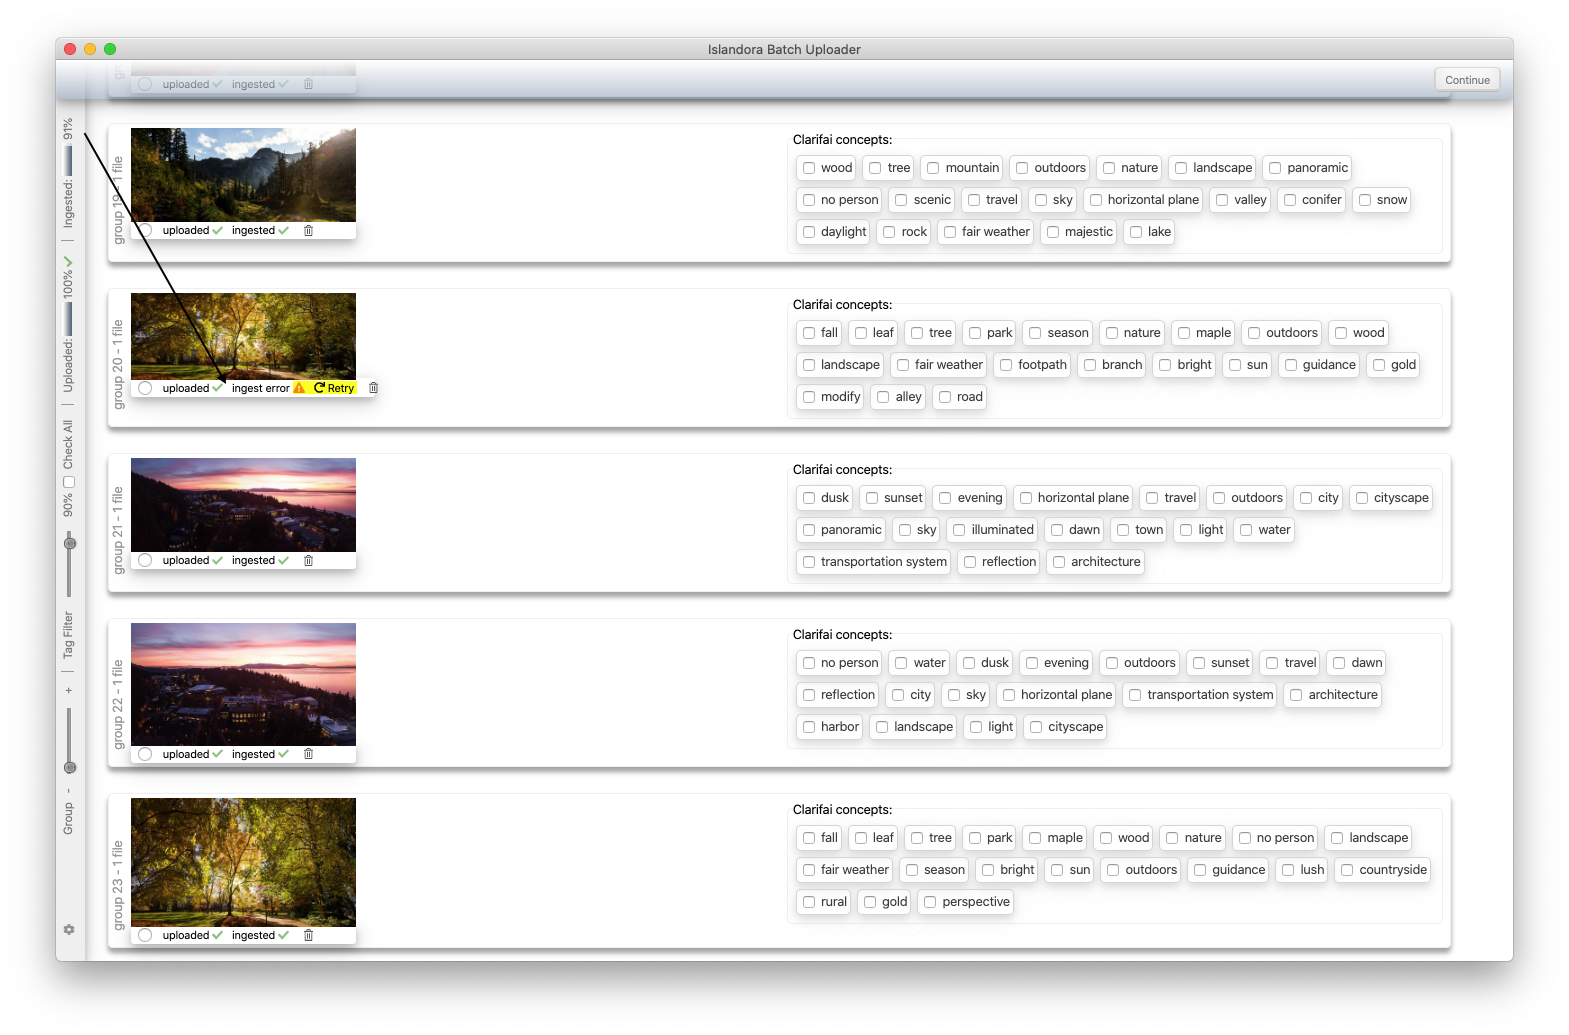 Islandora Batch Uploader
Continue
uploaded ingested
Ingested: 91%
Uploaded: 100%
Check All
90%
Tag Filter
+
-
Group
group 19 - 1 file
uploaded ingested
Clarifai concepts:
wood tree mountain outdoors nature landscape panoramic
no person scenic travel sky horizontal plane valley conifer snow
daylight rock fair weather majestic lake
group 20 - 1 file
uploaded ingest error Retry
Clarifai concepts:
fall leaf tree park season nature maple outdoors wood
landscape fair weather footpath branch bright sun guidance gold
modify alley road
group 21 - 1 file
uploaded ingested
Clarifai concepts:
dusk sunset evening horizontal plane travel outdoors city cityscape
panoramic sky illuminated dawn town light water
transportation system reflection architecture
group 22 - 1 file
uploaded ingested
Clarifai concepts:
no person water dusk evening outdoors sunset travel dawn
reflection city sky horizontal plane transportation system architecture
harbor landscape light cityscape
group 23 - 1 file
uploaded ingested
Clarifai concepts:
fall leaf tree park maple wood nature no person landscape
fair weather season bright sun outdoors guidance lush countryside
rural gold perspective